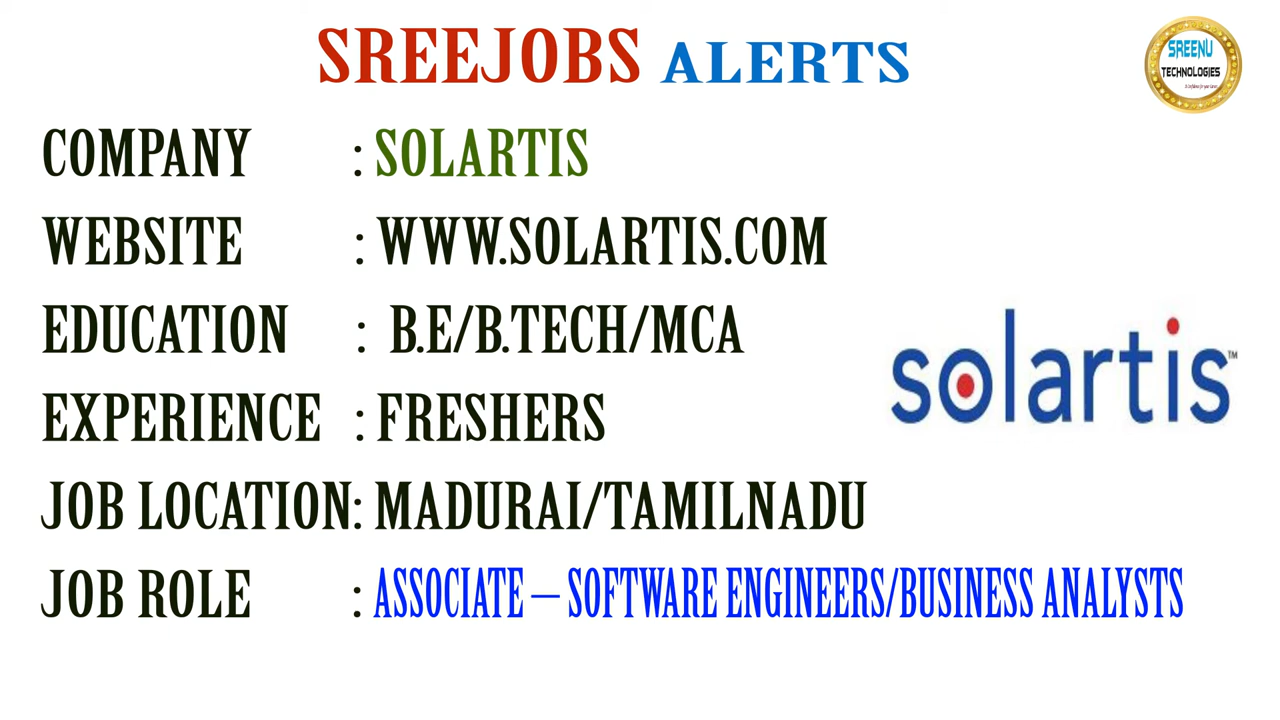 SREEJOBS ALERTS
SREENU
TECHNOLOGIES
COMPANY : SOLARTIS
WEBSITE : WWW.SOLARTIS.COM
EDUCATION : B.E/B.TECH/MCA
solartis™
EXPERIENCE : FRESHERS
JOB LOCATION: MADURAI/TAMILNADU
JOB ROLE : ASSOCIATE – SOFTWARE ENGINEERS/BUSINESS ANALYSTS